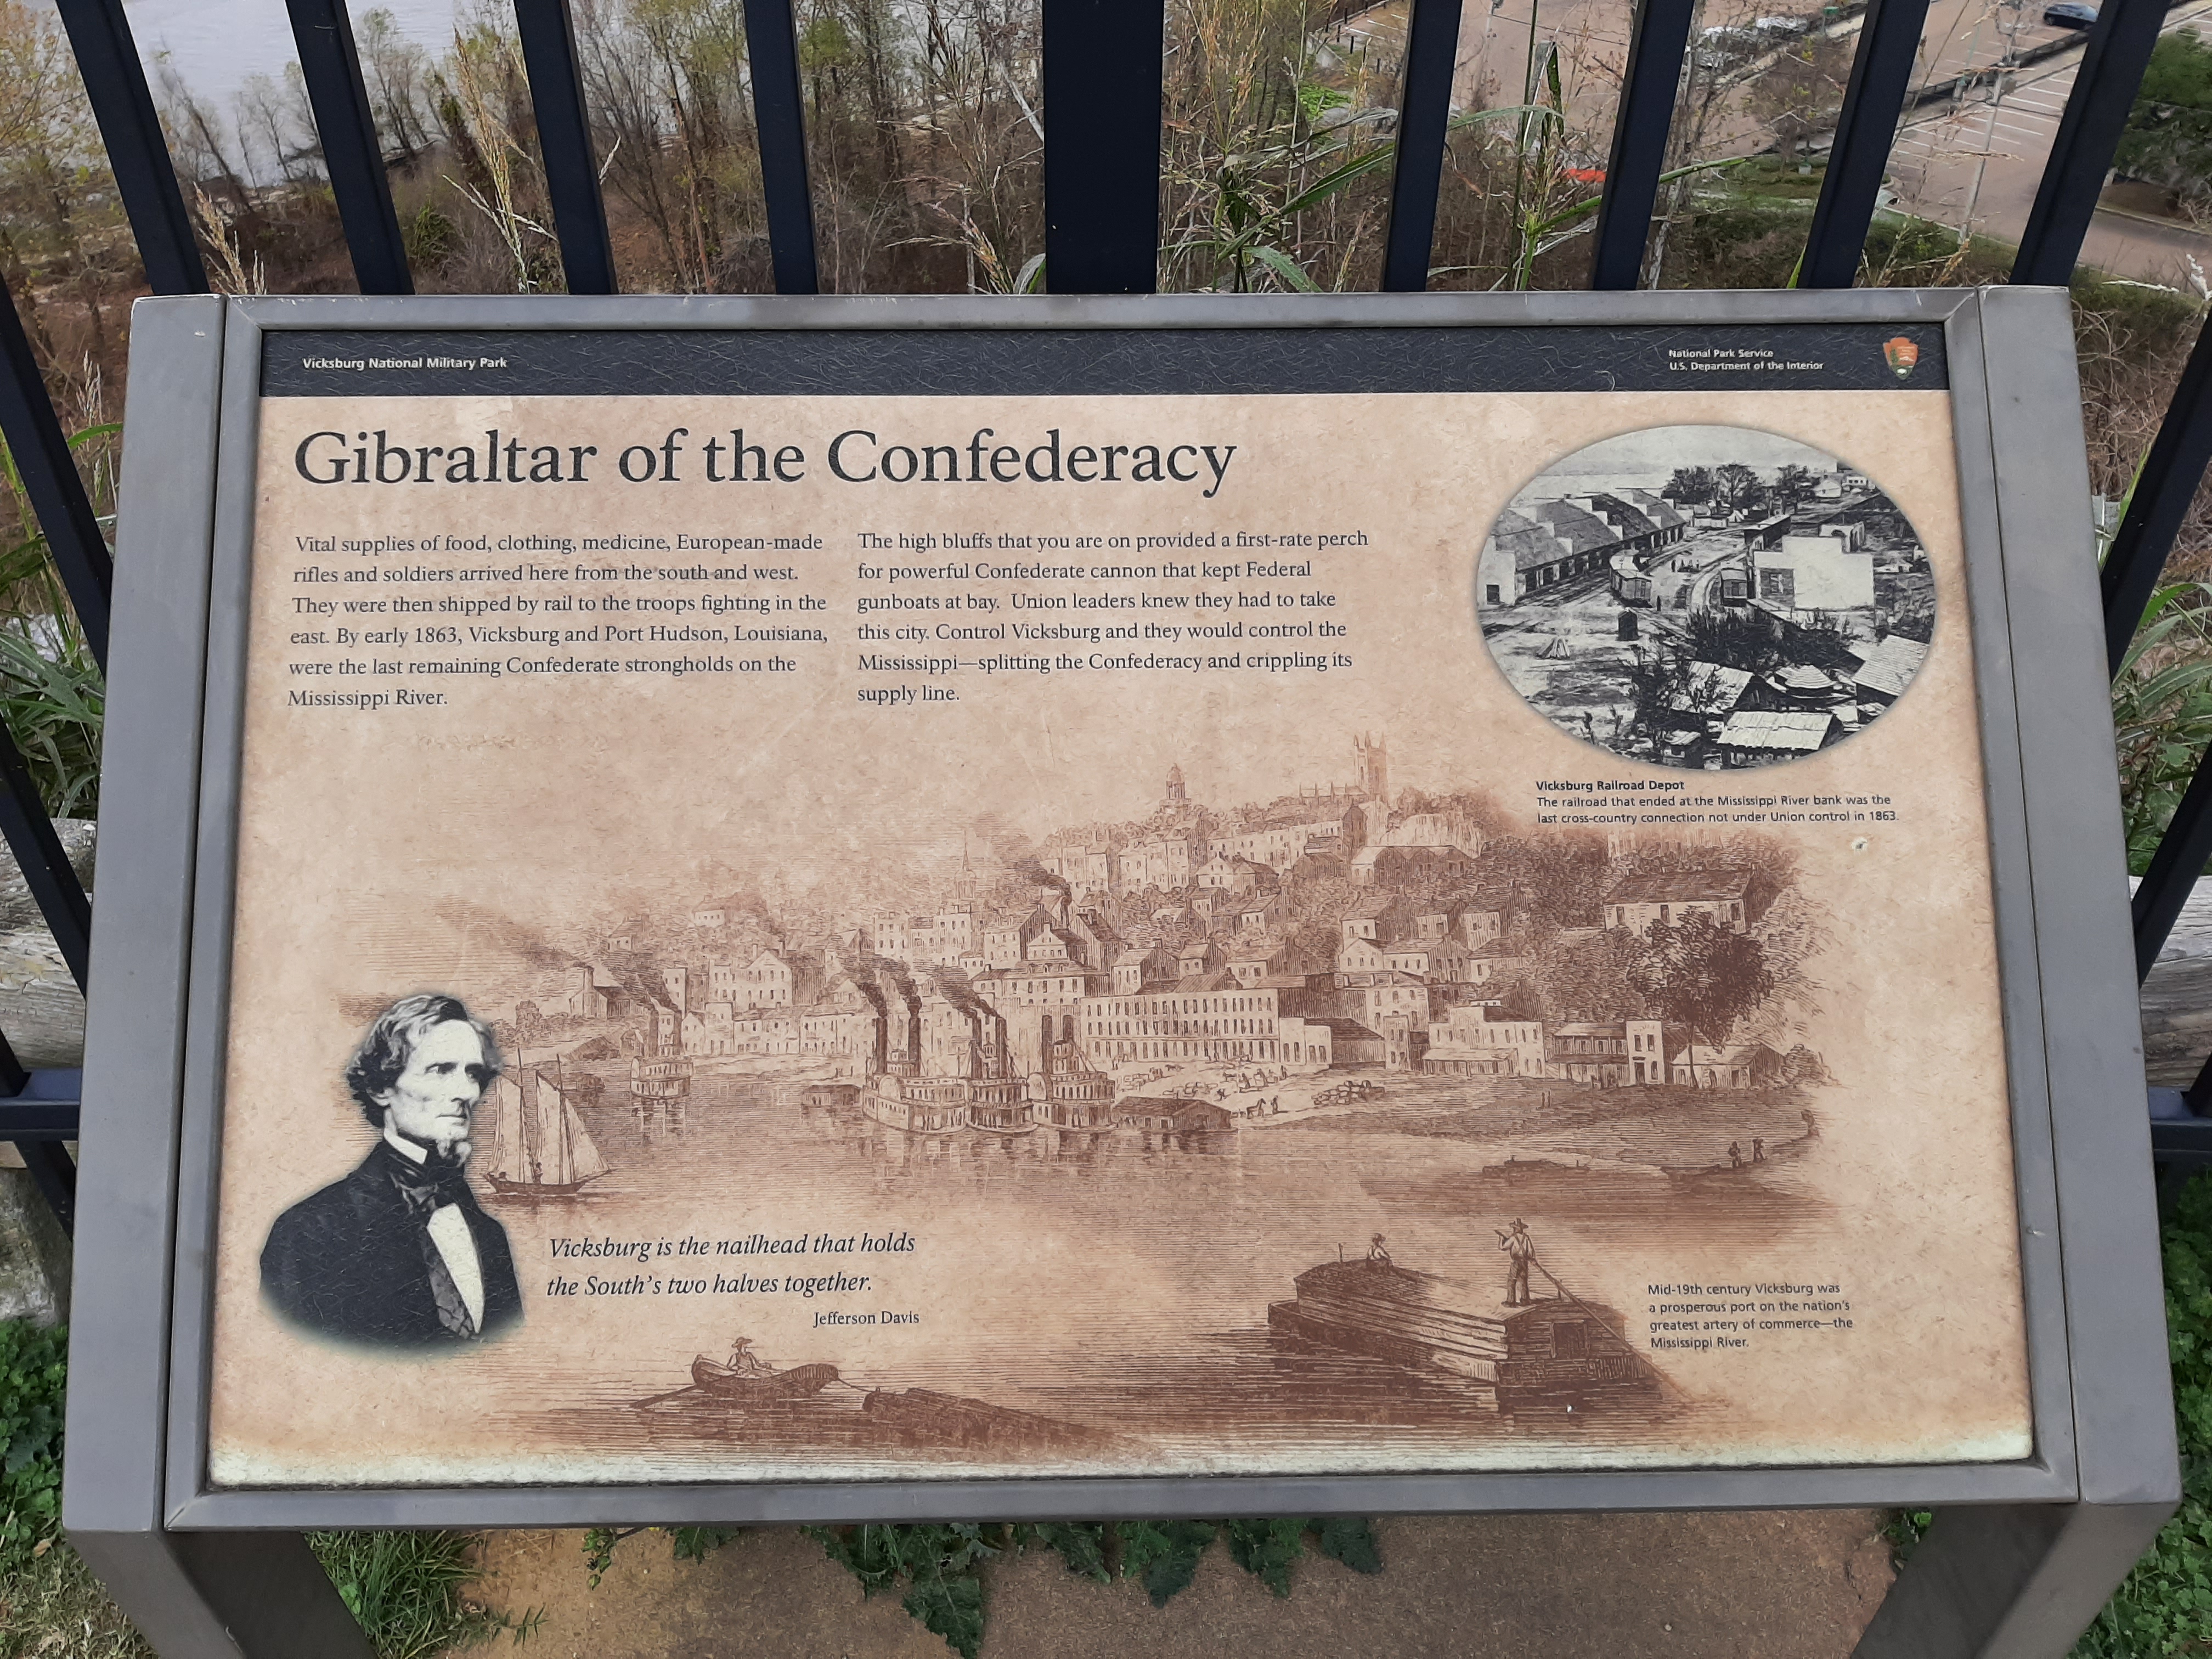 Vicksburg National Military Park
National Park Service
U.S. Department of the Interior
Gibraltar of the Confederacy
Vital supplies of food, clothing, medicine, European-made
rifles and soldiers arrived here from the south and west.
They were then shipped by rail to the troops fighting in the
east. By early 1863, Vicksburg and Port Hudson, Louisiana,
were the last remaining Confederate strongholds on the
Mississippi River.
The high bluffs that you are on provided a first-rate perch
for powerful Confederate cannon that kept Federal
gunboats at bay. Union leaders knew they had to take
this city. Control Vicksburg and they would control the
Mississippi—splitting the Confederacy and crippling its
supply line.
Vicksburg Railroad Depot
The railroad that ended at the Mississippi River bank was the
last cross-country connection not under Union control in 1863.
Vicksburg is the nailhead that holds
the South's two halves together.
Jefferson Davis
Mid-19th century Vicksburg was
a prosperous port on the nation's
greatest artery of commerce—the
Mississippi River.